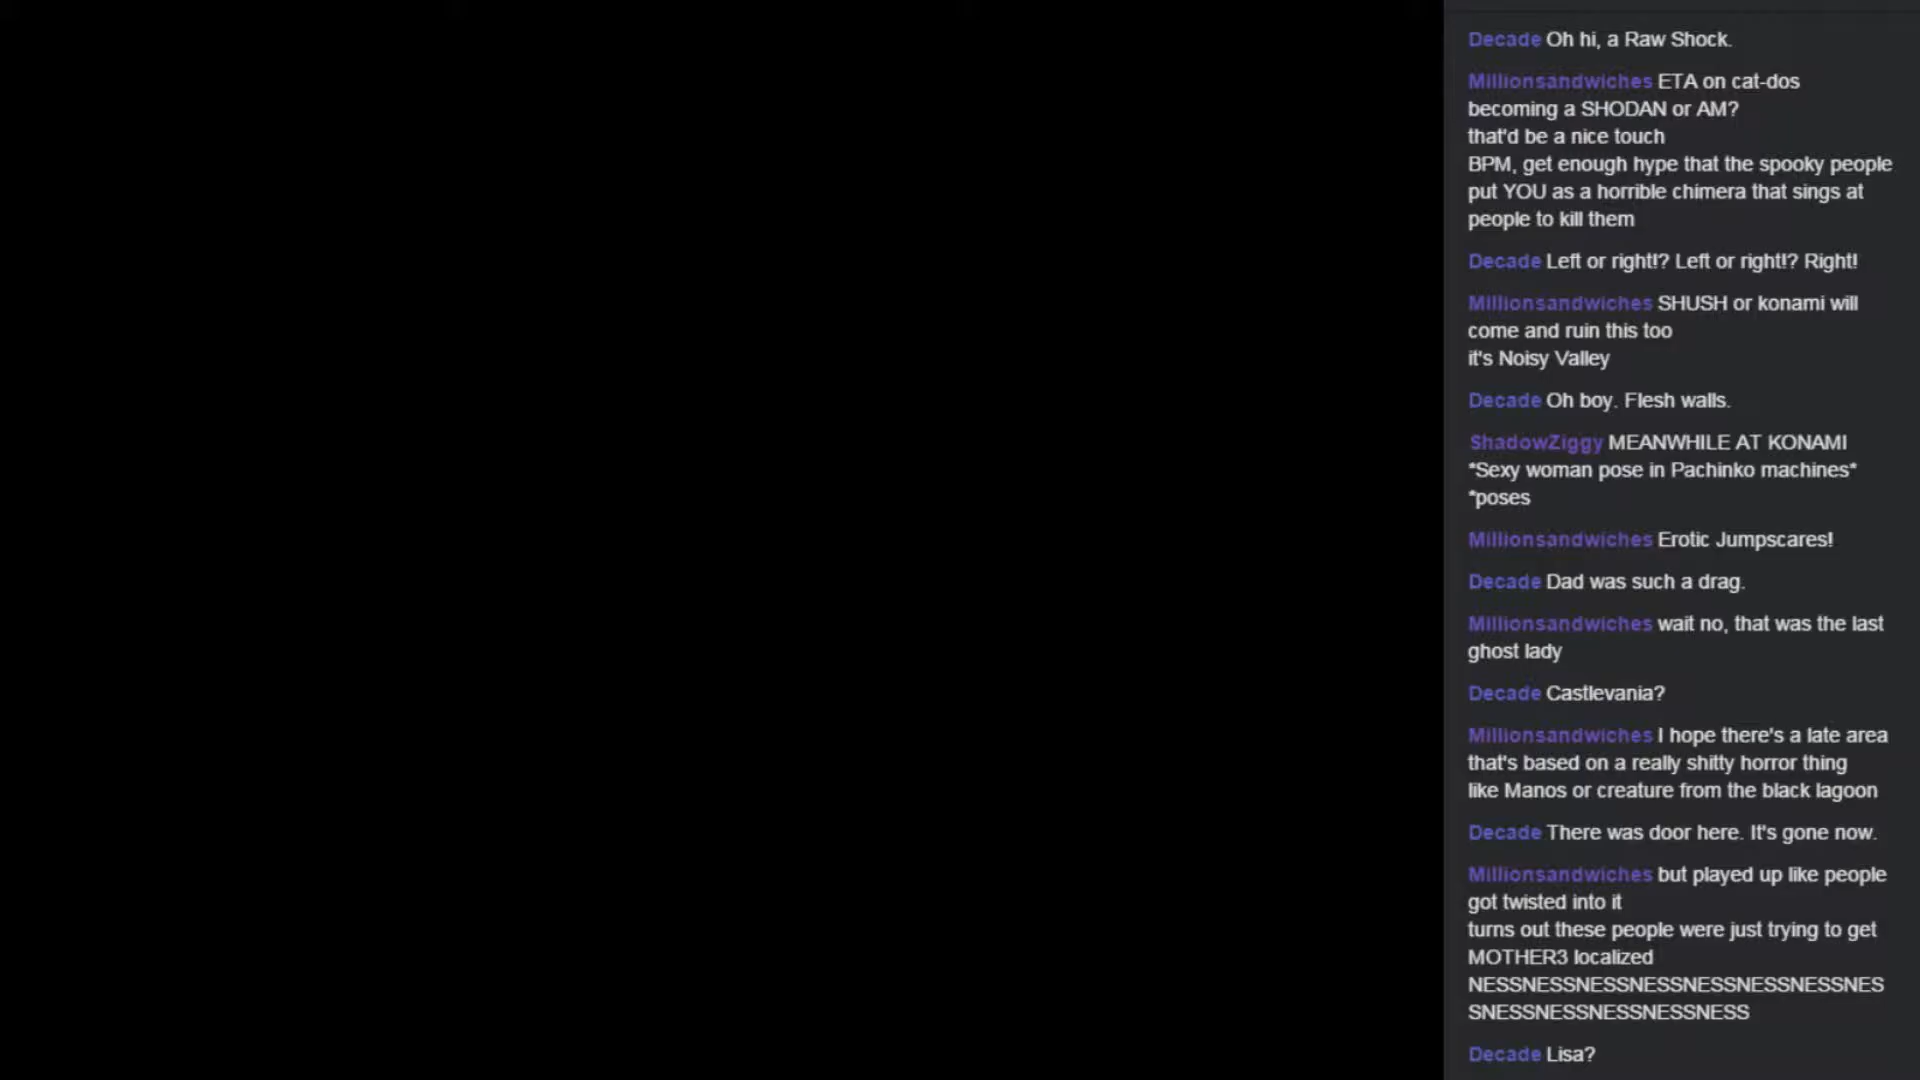 Decade Oh hi, a Raw Shock.
Millionsandwiches ETA on cat-dos
becoming a SHODAN or AM?
that'd be a nice touch
BPM, get enough hype that the spooky people
put YOU as a horrible chimera that sings at
people to kill them
Decade Left or right!? Left or right!? Right!
Millionsandwiches SHUSH or konami will
come and ruin this too
it's Noisy Valley
Decade Oh boy. Flesh walls.
ShadowZiggy MEANWHILE AT KONAMI
*Sexy woman pose in Pachinko machines*
*poses
Millionsandwiches Erotic Jumpscares!
Decade Dad was such a drag.
Millionsandwiches wait no, that was the last
ghost lady
Decade Castlevania?
Millionsandwiches I hope there's a late area
that's based on a really shitty horror thing
like Manos or creature from the black lagoon
Decade There was door here. It's gone now.
Millionsandwiches but played up like people
got twisted into it
turns out these people were just trying to get
MOTHER3 localized
NESSNESSNESSNESSNESSNESSNESSNES
SNESSNESSNESSNESSNESS
Decade Lisa?